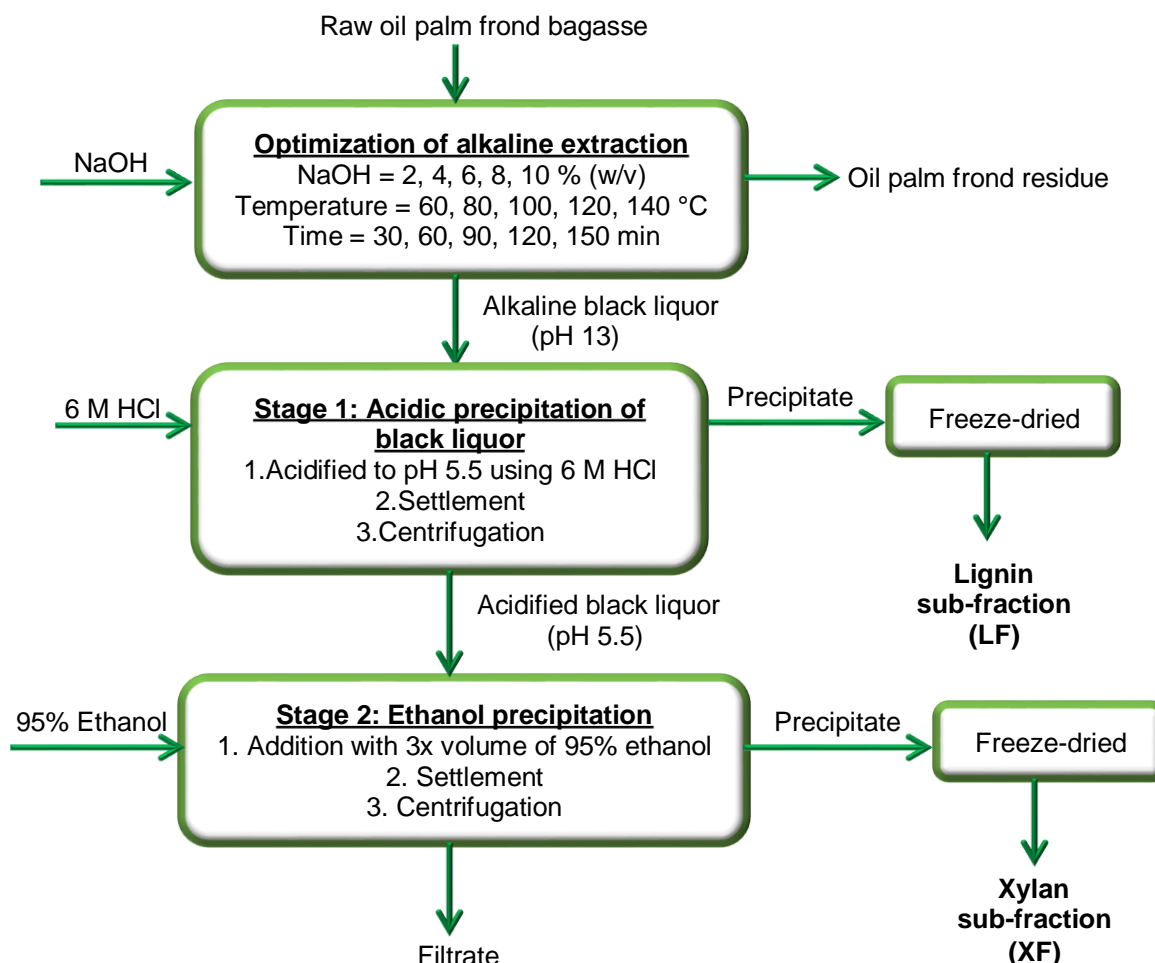 Raw oil palm frond bagasse
NaOH
Optimization of alkaline extraction
NaOH = 2, 4, 6, 8, 10 % (w/v)
Temperature = 60, 80, 100, 120, 140 °C
Time = 30, 60, 90, 120, 150 min
Oil palm frond residue
Alkaline black liquor
(pH 13)
6 M HCl
Stage 1: Acidic precipitation of
black liquor
1.Acidified to pH 5.5 using 6 M HCl
2.Settlement
3.Centrifugation
Precipitate
Freeze-dried
Lignin
sub-fraction
(LF)
Acidified black liquor
(pH 5.5)
95% Ethanol
Stage 2: Ethanol precipitation
1. Addition with 3x volume of 95% ethanol
2. Settlement
3. Centrifugation
Precipitate
Freeze-dried
Xylan
sub-fraction
(XF)
Filtrate